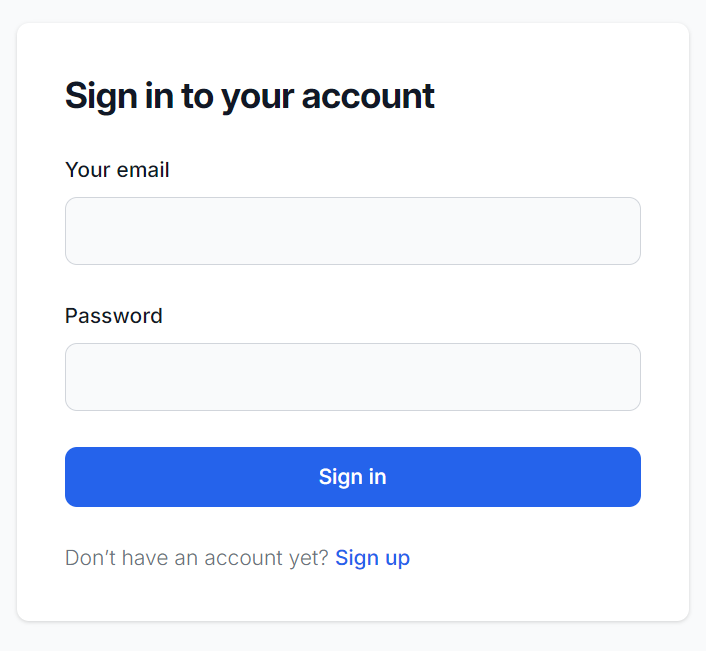 Sign in to your account
Your email
Password
Sign in
Don’t have an account yet? Sign up